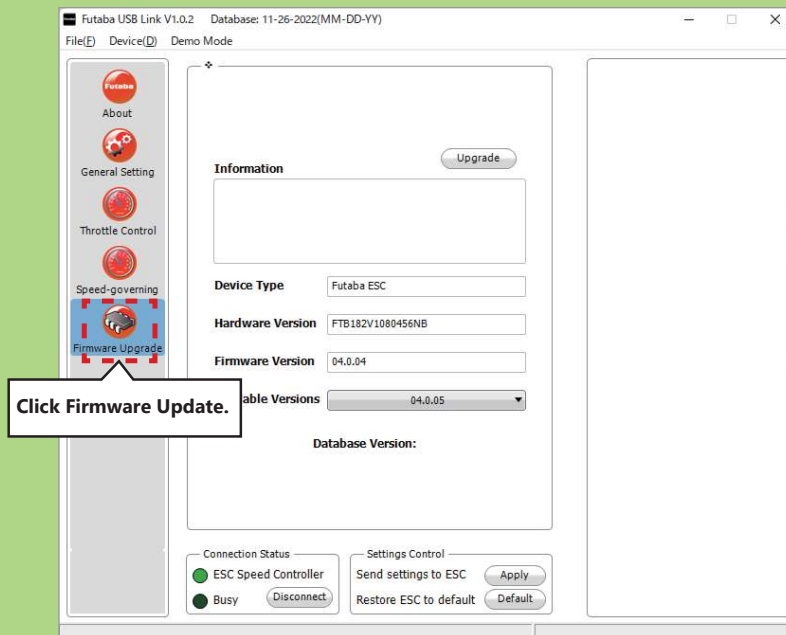 Futaba USB Link V1.0.2 Database: 11-26-2022(MM-DD-YY)
File(F) Device(D) Demo Mode
Futaba
About
General Setting
Throttle Control
Speed-governing
Firmware Upgrade
Click Firmware Update.
Upgrade
Information
Device Type Futaba ESC
Hardware Version FTB182V1080456NB
Firmware Version 04.0.04
able Versions 04.0.05
Database Version:
Connection Status
ESC Speed Controller
Busy Disconnect
Settings Control
Send settings to ESC Apply
Restore ESC to default Default